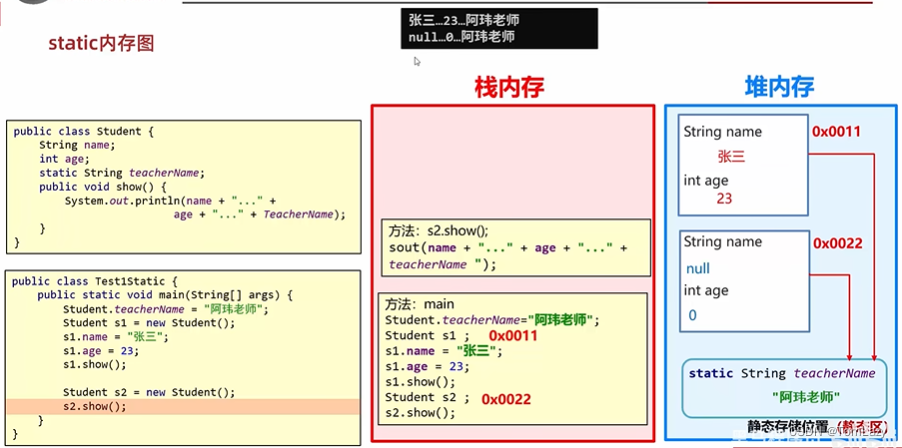 张三…23…阿玮老师
null…0…阿玮老师
static内存图
栈内存
堆内存
public class Student {
String name;
int age;
static String teacherName;
public void show() {
System.out.println(name + "..." +
age + "..." + TeacherName);
}
}
public class Test1Static {
public static void main(String[] args) {
Student.teacherName = "阿玮老师";
Student s1 = new Student();
s1.name = "张三";
s1.age = 23;
s1.show();
Student s2 = new Student();
s2.show();
}
}
方法：s2.show();
sout(name + "..." + age + "..." +
teacherName ");
方法：main
Student.teacherName="阿玮老师";
Student s1 ; 0x0011
s1.name = "张三";
s1.age = 23;
s1.show();
Student s2 ; 0x0022
s2.show();
String name 0x0011
张三
int age
23
String name 0x0022
null
int age
0
static String teacherName
"阿玮老师"
静态存储位置（静态区）